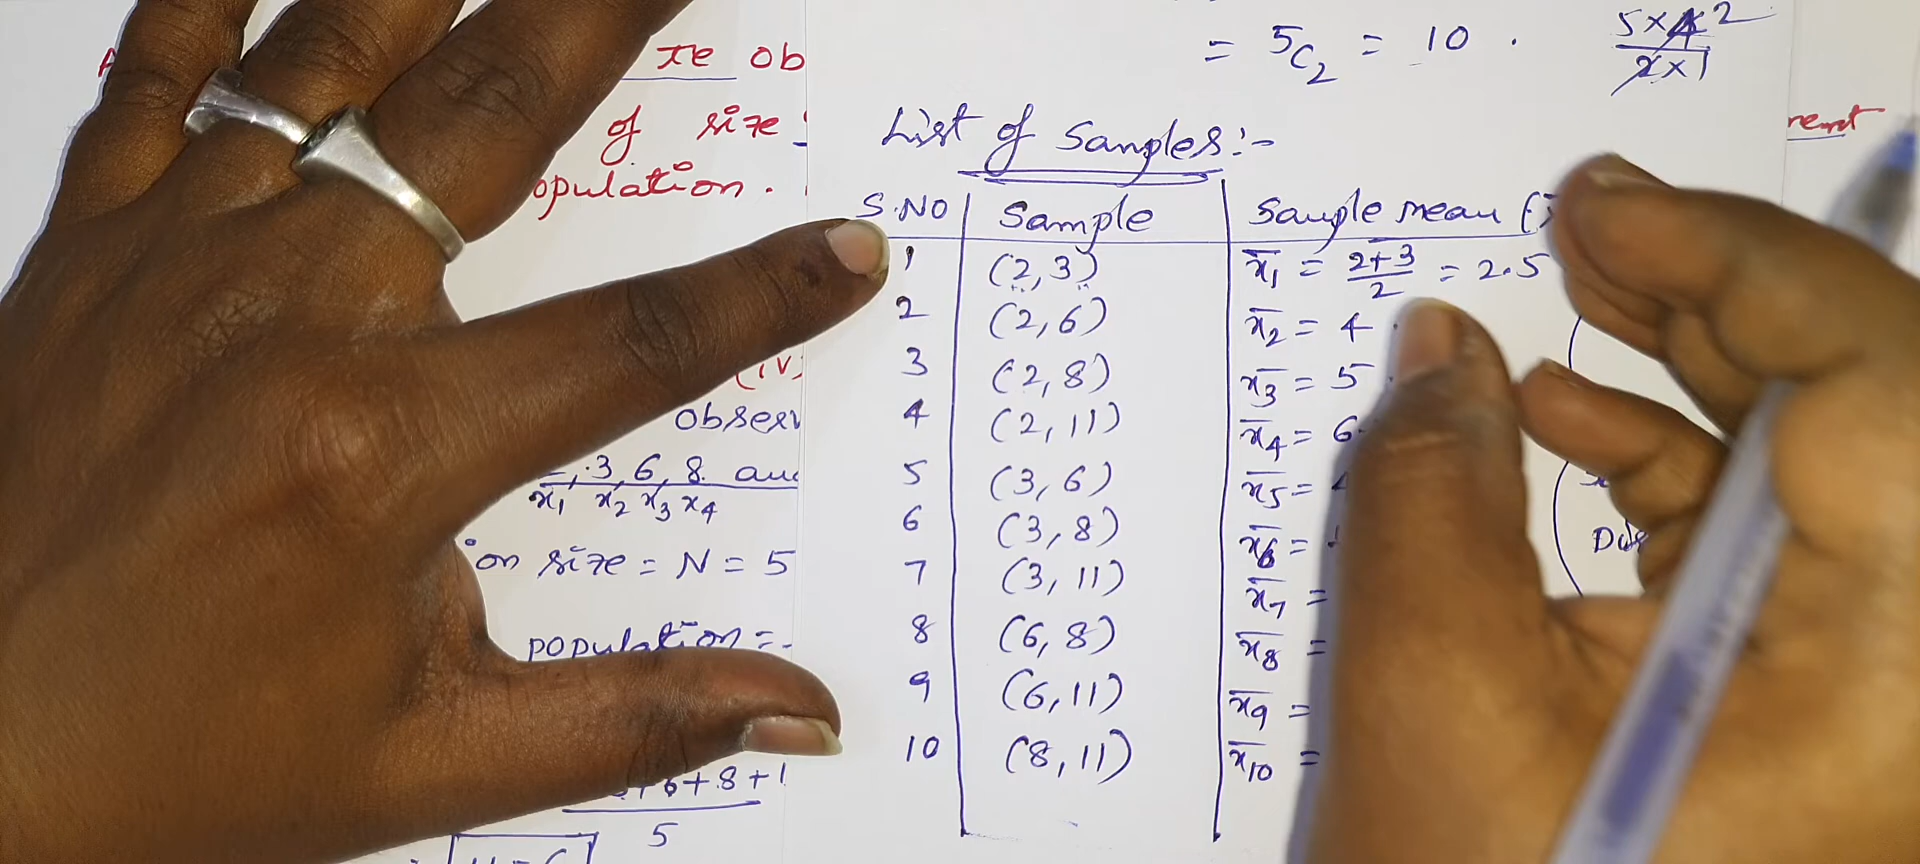 ze ob
of size
opulation.
(iv)
observ
3, 6, 8. and
x̄1 x2 x3 x4
on size = N = 5
population =
+6+8+1
5
= 5C2 = 10 .
5×4 2
2×1
List of Samples:-
S.NO Sample Sample mean (x̄
1 (2,3) x̄1 = 2+3/2 = 2.5
2 (2,6) x̄2 = 4
3 (2,8) x̄3 = 5
4 (2,11) x̄4 = 6.
5 (3,6) x̄5 = 4
6 (3,8) x̄6 =
7 (3,11) x̄7 =
8 (6,8) x̄8 =
9 (6,11) x̄9 =
10 (8,11) x̄10 =